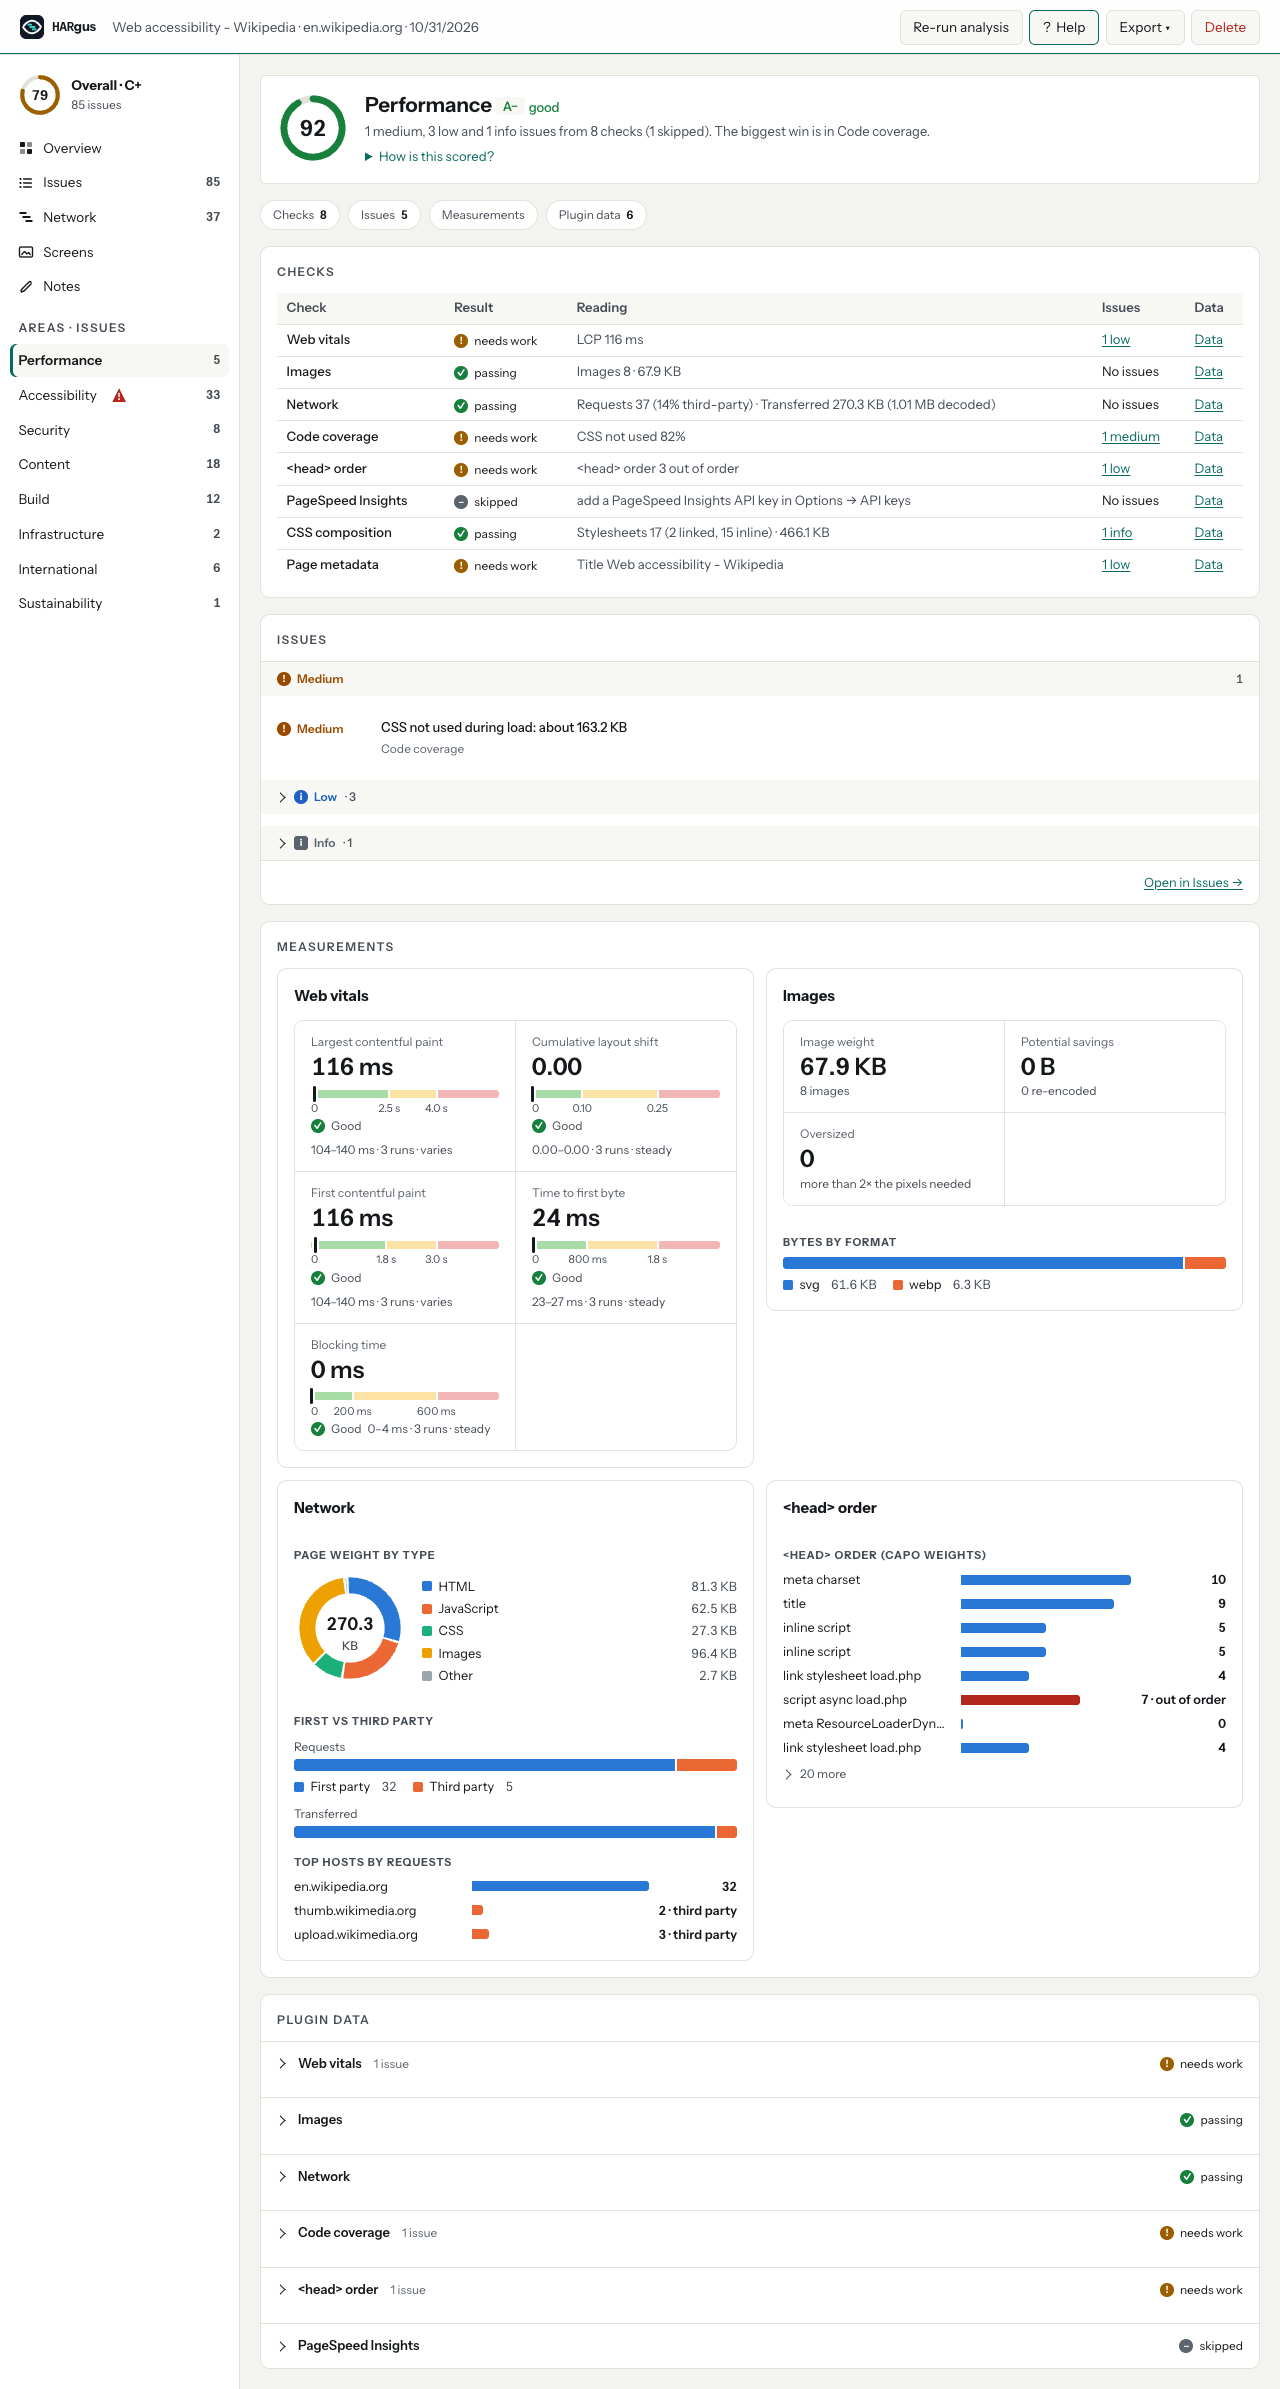 HARgus
Web accessibility - Wikipedia · en.wikipedia.org · 10/31/2026
Re-run analysis
? Help
Export ▾
Delete
79
Overall · C+
85 issues
Overview
Issues 85
Network 37
Screens
Notes
AREAS · ISSUES
Performance 5
Accessibility 33
Security 8
Content 18
Build 12
Infrastructure 2
International 6
Sustainability 1
92
Performance A− good
1 medium, 3 low and 1 info issues from 8 checks (1 skipped). The biggest win is in Code coverage.
▶ How is this scored?
Checks 8
Issues 5
Measurements
Plugin data 6
CHECKS
Check Result Reading Issues Data
Web vitals needs work LCP 116 ms 1 low Data
Images passing Images 8 · 67.9 KB No issues Data
Network passing Requests 37 (14% third-party) · Transferred 270.3 KB (1.01 MB decoded) No issues Data
Code coverage needs work CSS not used 82% 1 medium Data
<head> order needs work <head> order 3 out of order 1 low Data
PageSpeed Insights skipped add a PageSpeed Insights API key in Options → API keys No issues Data
CSS composition passing Stylesheets 17 (2 linked, 15 inline) · 466.1 KB 1 info Data
Page metadata needs work Title Web accessibility - Wikipedia 1 low Data
ISSUES
Medium 1
Medium CSS not used during load: about 163.2 KB
Code coverage
Low · 3
Info · 1
Open in Issues →
MEASUREMENTS
Web vitals
Largest contentful paint
116 ms
0 2.5 s 4.0 s
Good
104–140 ms · 3 runs · varies
Cumulative layout shift
0.00
0 0.10 0.25
Good
0.00–0.00 · 3 runs · steady
First contentful paint
116 ms
0 1.8 s 3.0 s
Good
104–140 ms · 3 runs · varies
Time to first byte
24 ms
0 800 ms 1.8 s
Good
23–27 ms · 3 runs · steady
Blocking time
0 ms
0 200 ms 600 ms
Good 0–4 ms · 3 runs · steady
Images
Image weight
67.9 KB
8 images
Potential savings
0 B
0 re-encoded
Oversized
0
more than 2× the pixels needed
BYTES BY FORMAT
svg 61.6 KB webp 6.3 KB
Network
PAGE WEIGHT BY TYPE
270.3
KB
HTML 81.3 KB
JavaScript 62.5 KB
CSS 27.3 KB
Images 96.4 KB
Other 2.7 KB
FIRST VS THIRD PARTY
Requests
First party 32 Third party 5
Transferred
TOP HOSTS BY REQUESTS
en.wikipedia.org 32
thumb.wikimedia.org 2 · third party
upload.wikimedia.org 3 · third party
<head> order
<HEAD> ORDER (CAPO WEIGHTS)
meta charset 10
title 9
inline script 5
inline script 5
link stylesheet load.php 4
script async load.php 7 · out of order
meta ResourceLoaderDyn... 0
link stylesheet load.php 4
20 more
PLUGIN DATA
Web vitals 1 issue needs work
Images passing
Network passing
Code coverage 1 issue needs work
<head> order 1 issue needs work
PageSpeed Insights skipped